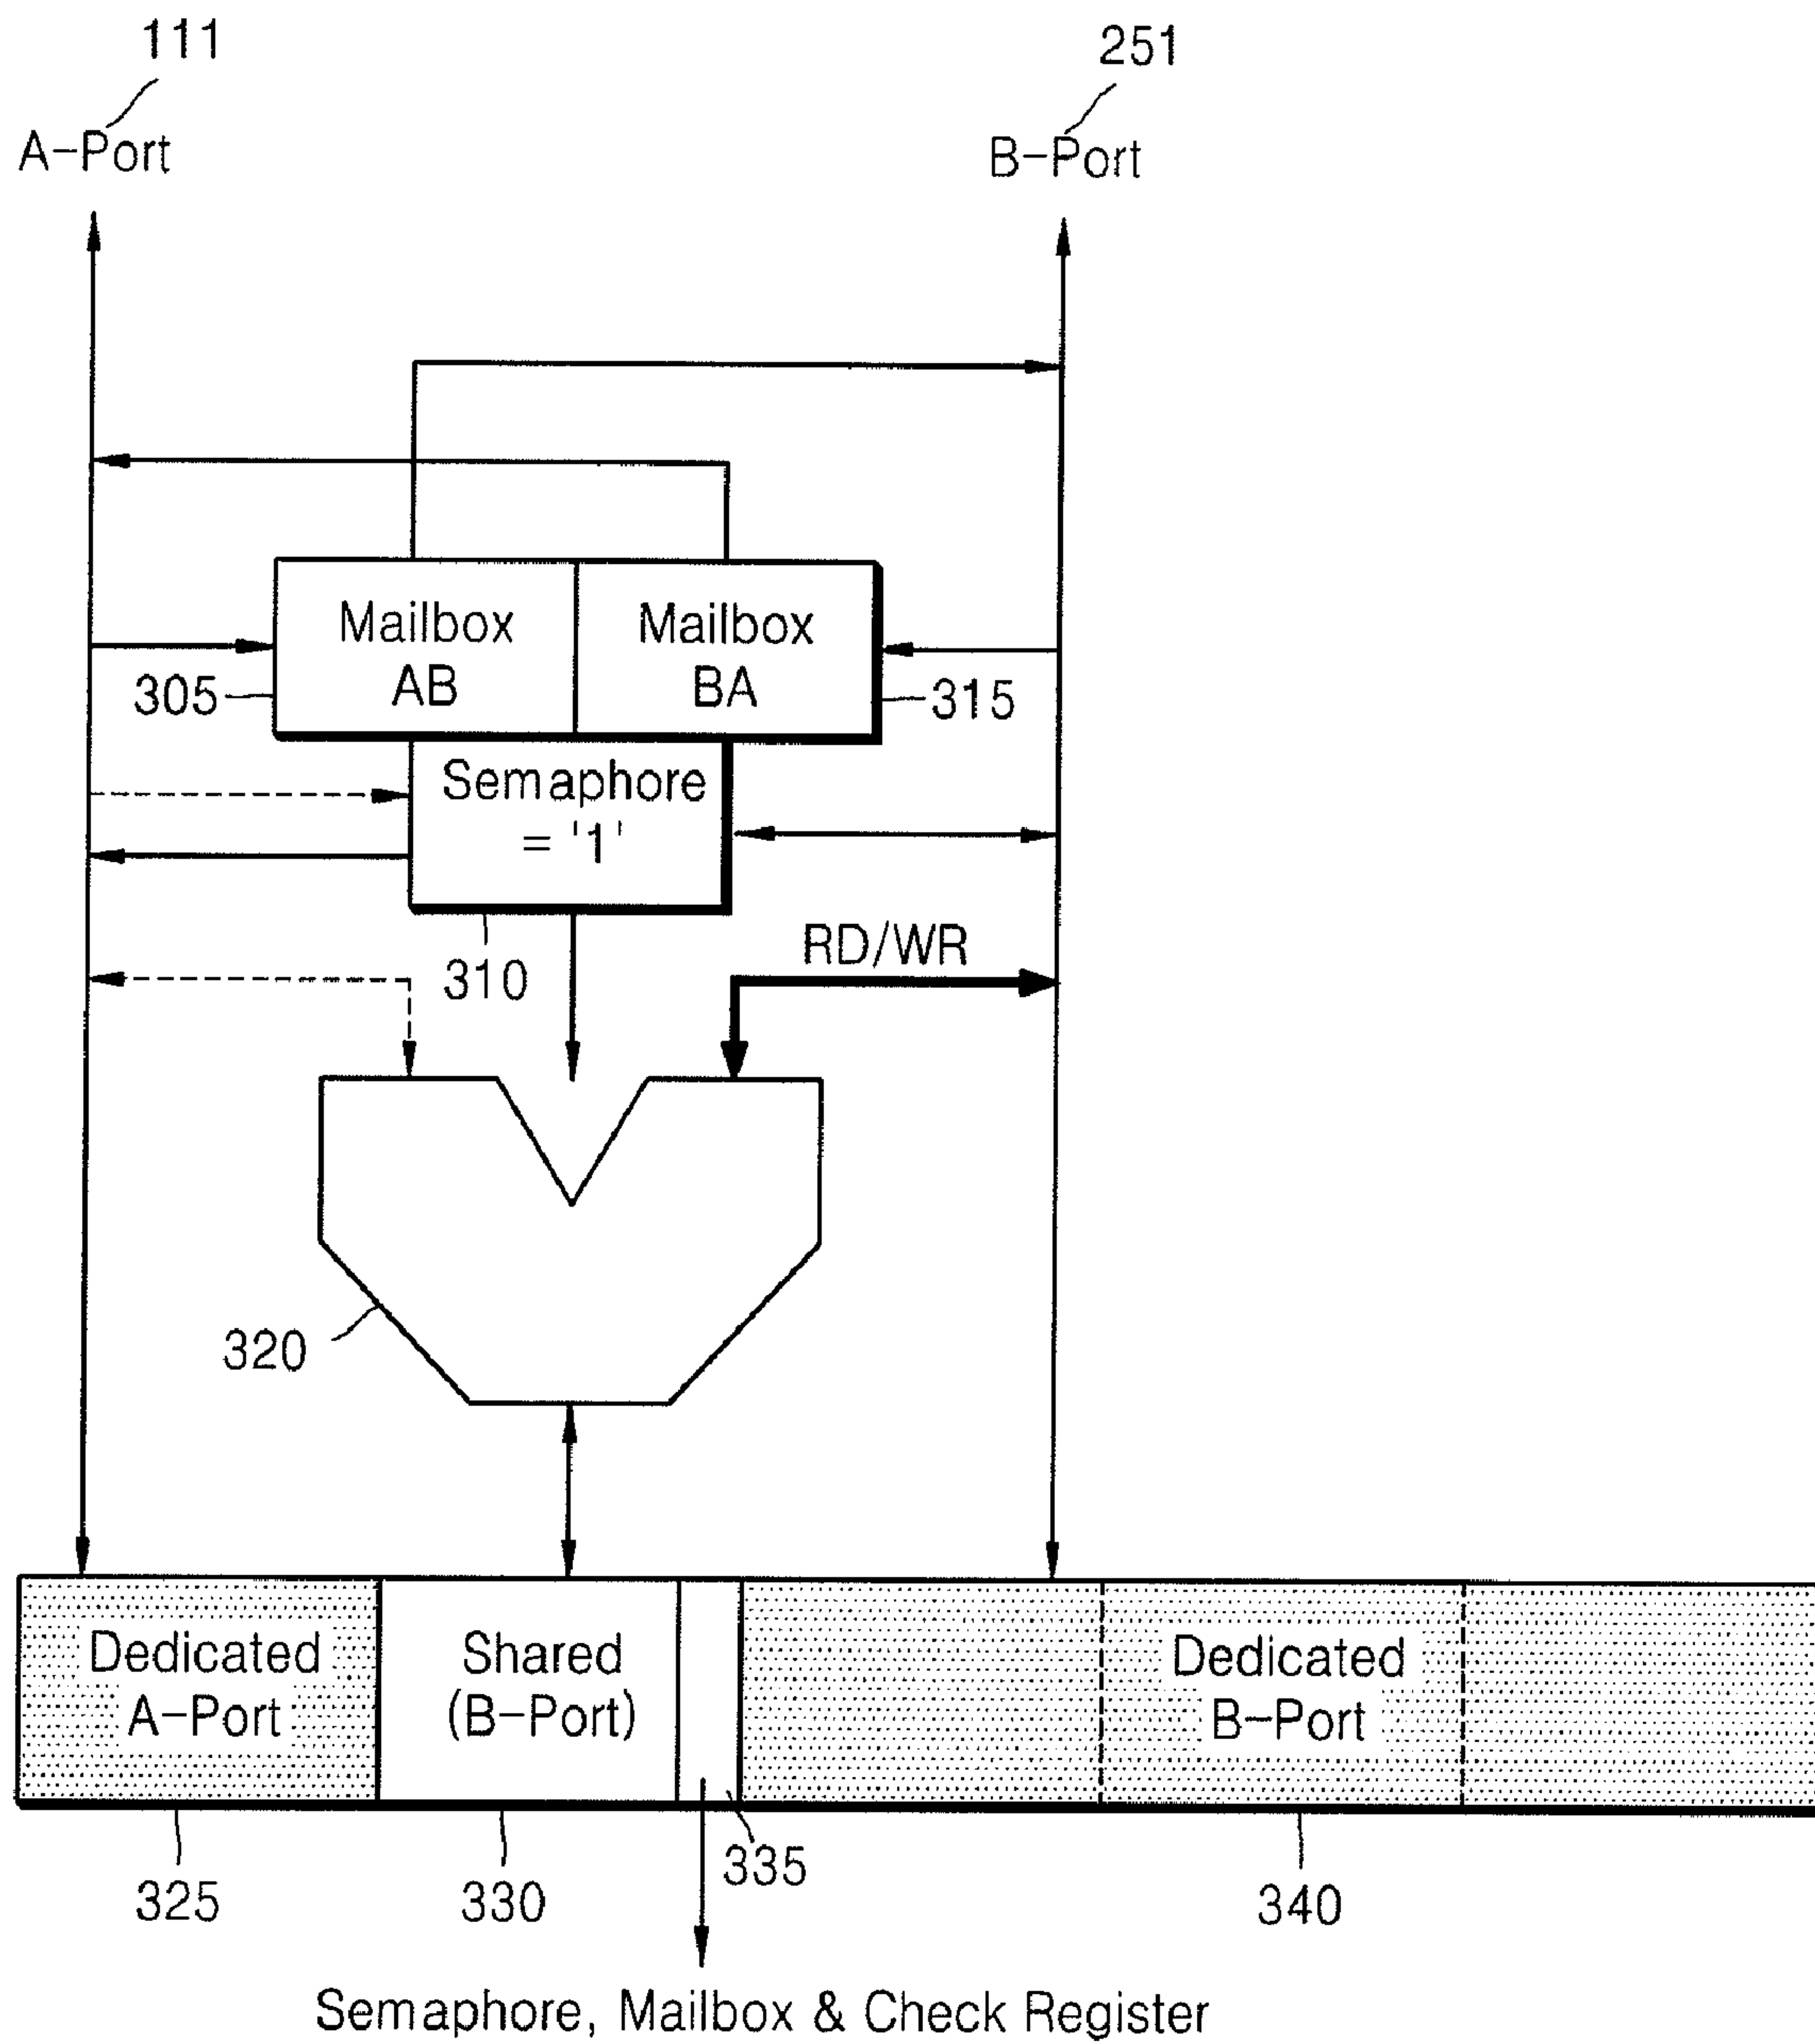 111
251
A-Port
B-Port
Mailbox
AB
Mailbox
BA
305
315
Semaphore
= '1'
310
RD/WR
320
Dedicated
A-Port
Shared
(B-Port)
Dedicated
B-Port
335
325
330
340
Semaphore, Mailbox & Check Register